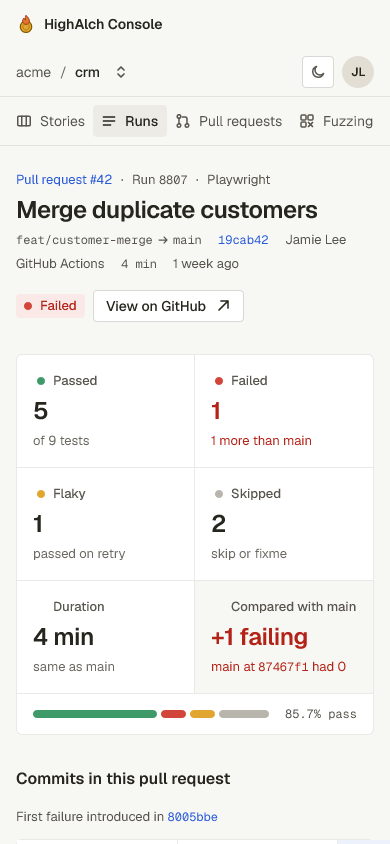 HighAlch Console
acme / crm
JL
Stories Runs Pull requests Fuzzing
Pull request #42 · Run 8807 · Playwright
Merge duplicate customers
feat/customer-merge → main 19cab42 Jamie Lee
GitHub Actions 4 min 1 week ago
Failed View on GitHub
Passed
5
of 9 tests
Failed
1
1 more than main
Flaky
1
passed on retry
Skipped
2
skip or fixme
Duration
4 min
same as main
Compared with main
+1 failing
main at 87467f1 had 0
85.7% pass
Commits in this pull request
First failure introduced in 8005bbe